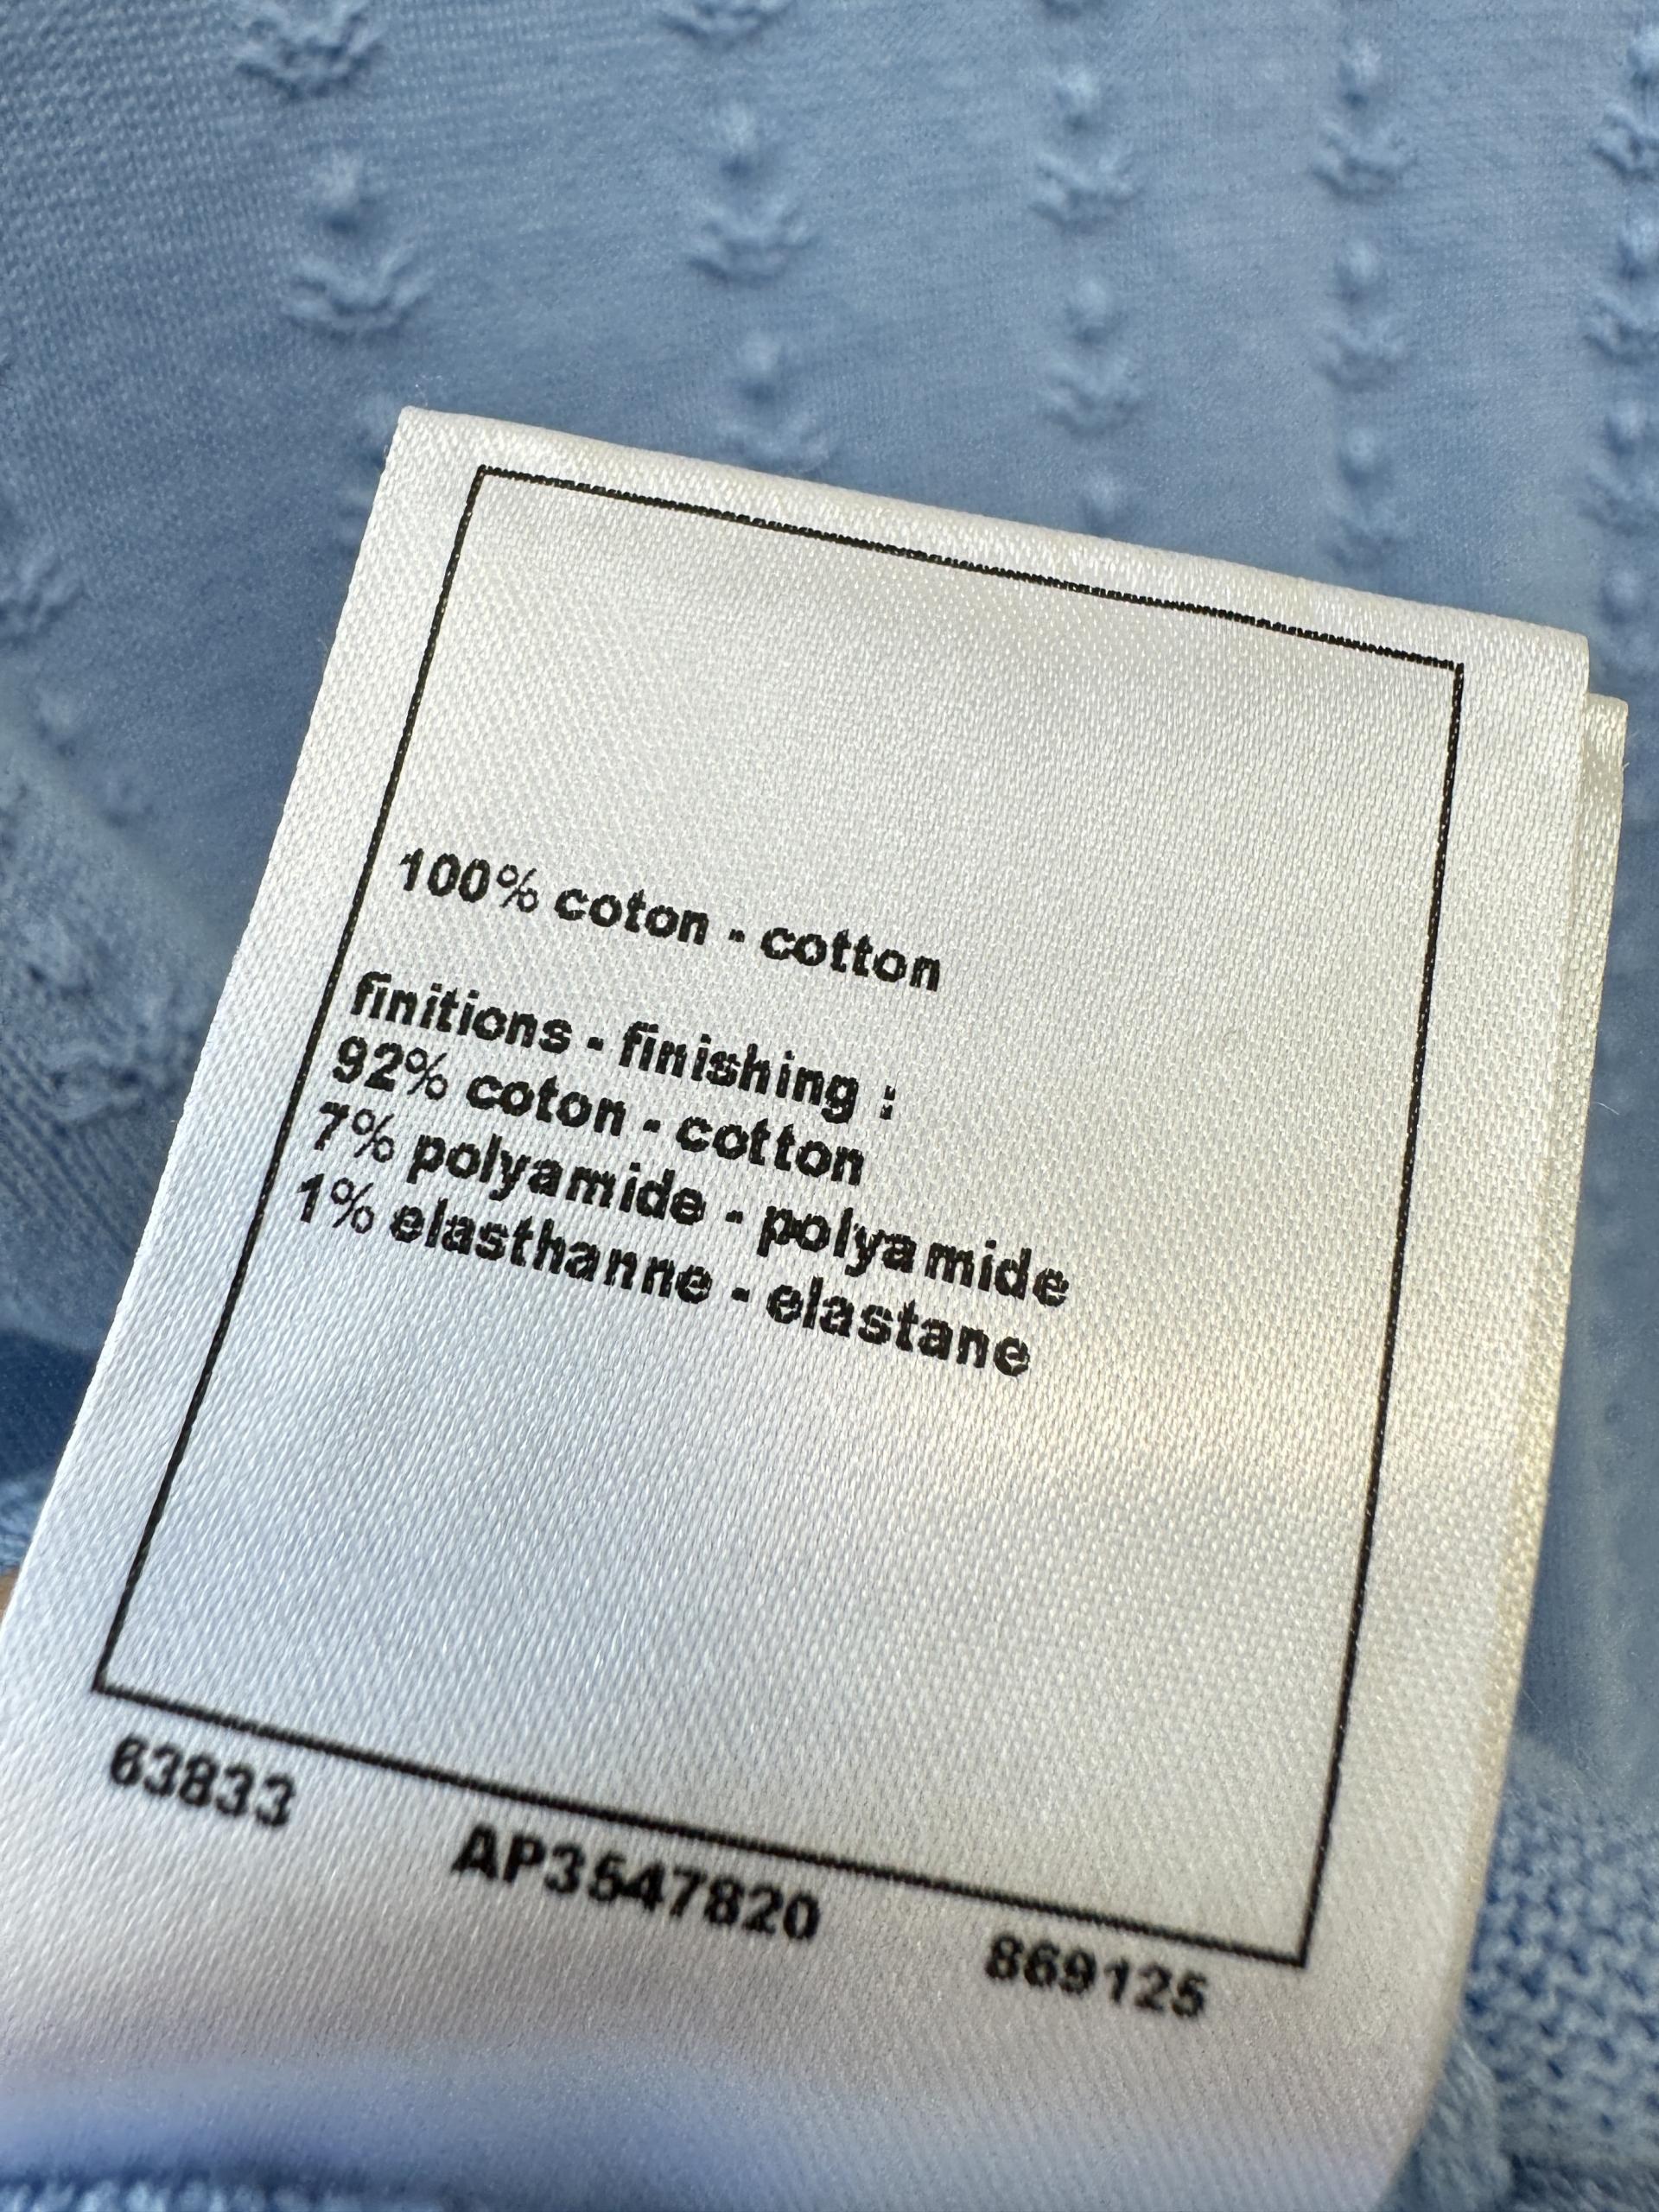 100% coton - cotton
finitions - finishing :
92% coton - cotton
7% polyamide - polyamide
1% elasthanne - elastane
63833 AP3547820 869125